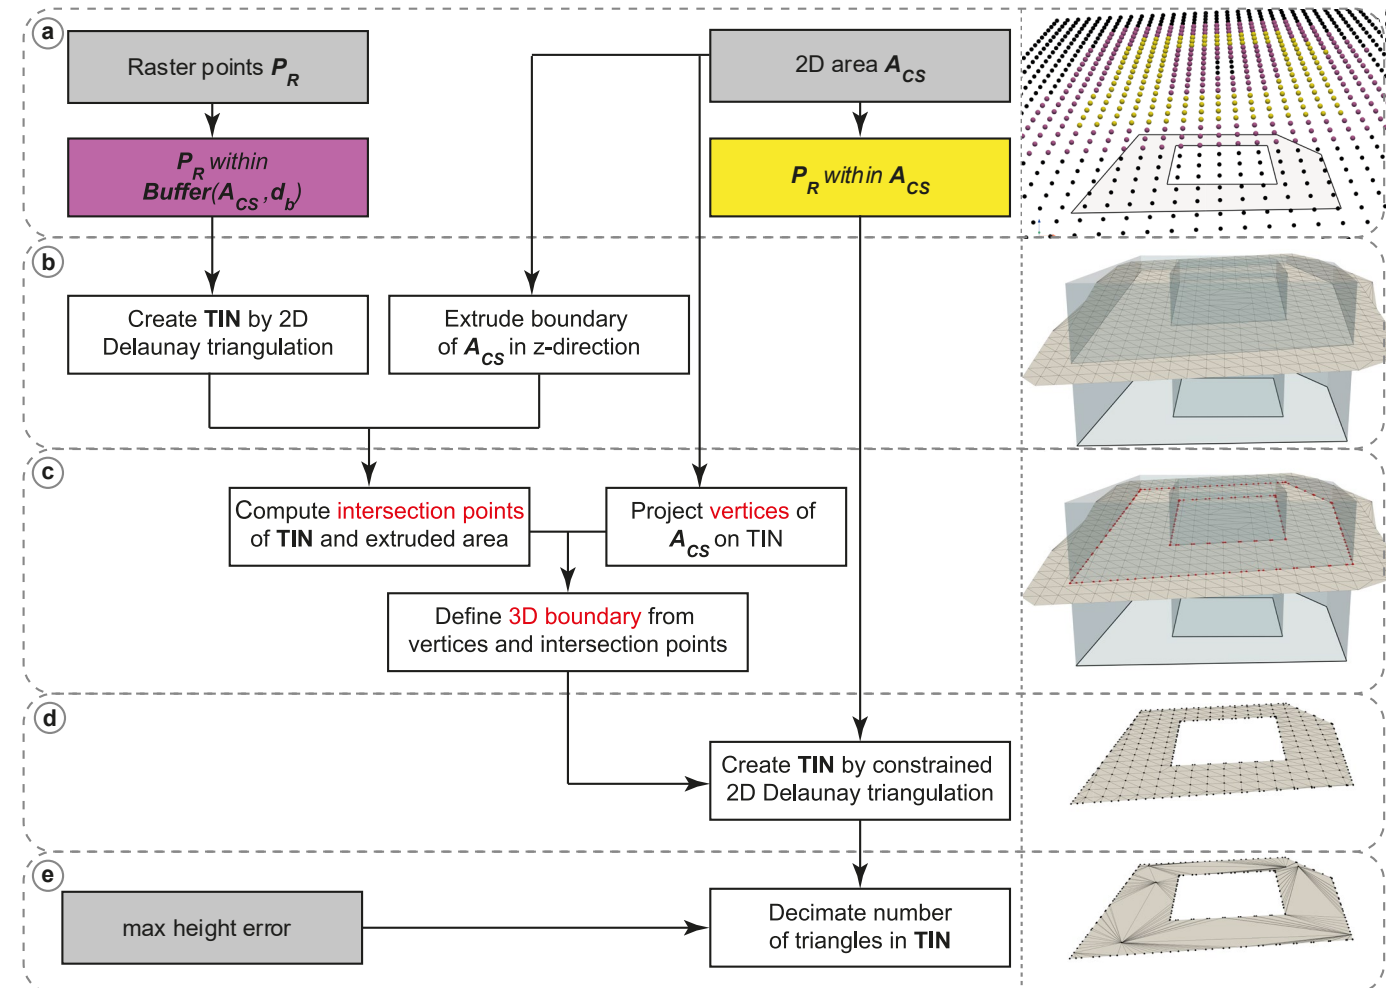 a
Raster points P_R
2D area A_CS
P_R within
Buffer(A_CS, d_b)
P_R within A_CS
b
Create TIN by 2D
Delaunay triangulation
Extrude boundary
of A_CS in z-direction
c
Compute intersection points
of TIN and extruded area
Project vertices of
A_CS on TIN
Define 3D boundary from
vertices and intersection points
d
Create TIN by constrained
2D Delaunay triangulation
e
max height error
Decimate number
of triangles in TIN